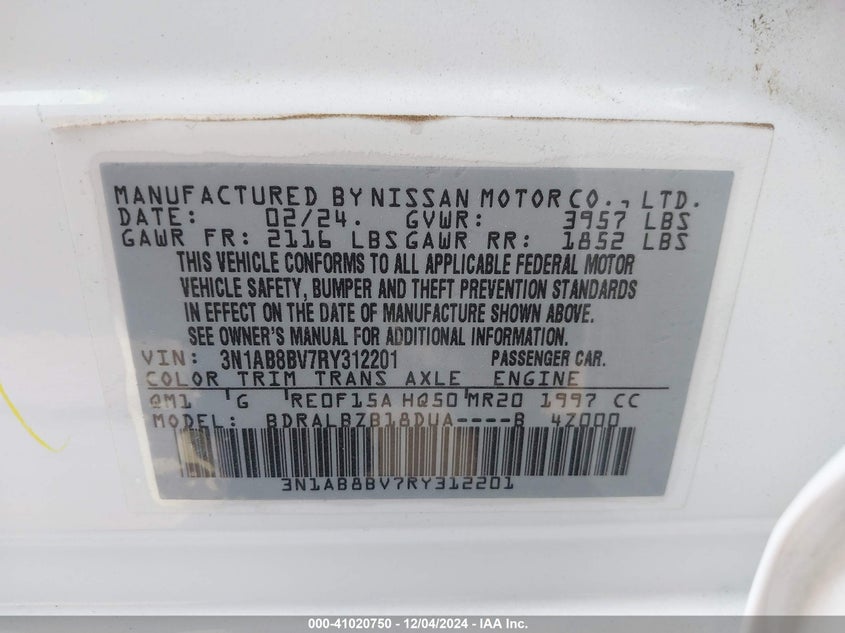 MANUFACTURED BY NISSAN MOTOR CO., LTD.
DATE: 02/24. GVWR: 3957 LBS
GAWR FR: 2116 LBS GAWR RR: 1852 LBS
THIS VEHICLE CONFORMS TO ALL APPLICABLE FEDERAL MOTOR
VEHICLE SAFETY, BUMPER AND THEFT PREVENTION STANDARDS
IN EFFECT ON THE DATE OF MANUFACTURE SHOWN ABOVE.
SEE OWNER'S MANUAL FOR ADDITIONAL INFORMATION.
VIN: 3N1AB8BV7RY312201 PASSENGER CAR.
COLOR TRIM TRANS AXLE ENGINE
QM1 'G 'RE0F15A HQ50 'MR20 1997 CC
MODEL: BDRALBZB18DUA----B 4Z000
3N1AB8BV7RY312201
000-41020750 - 12/04/2024 - IAA Inc.